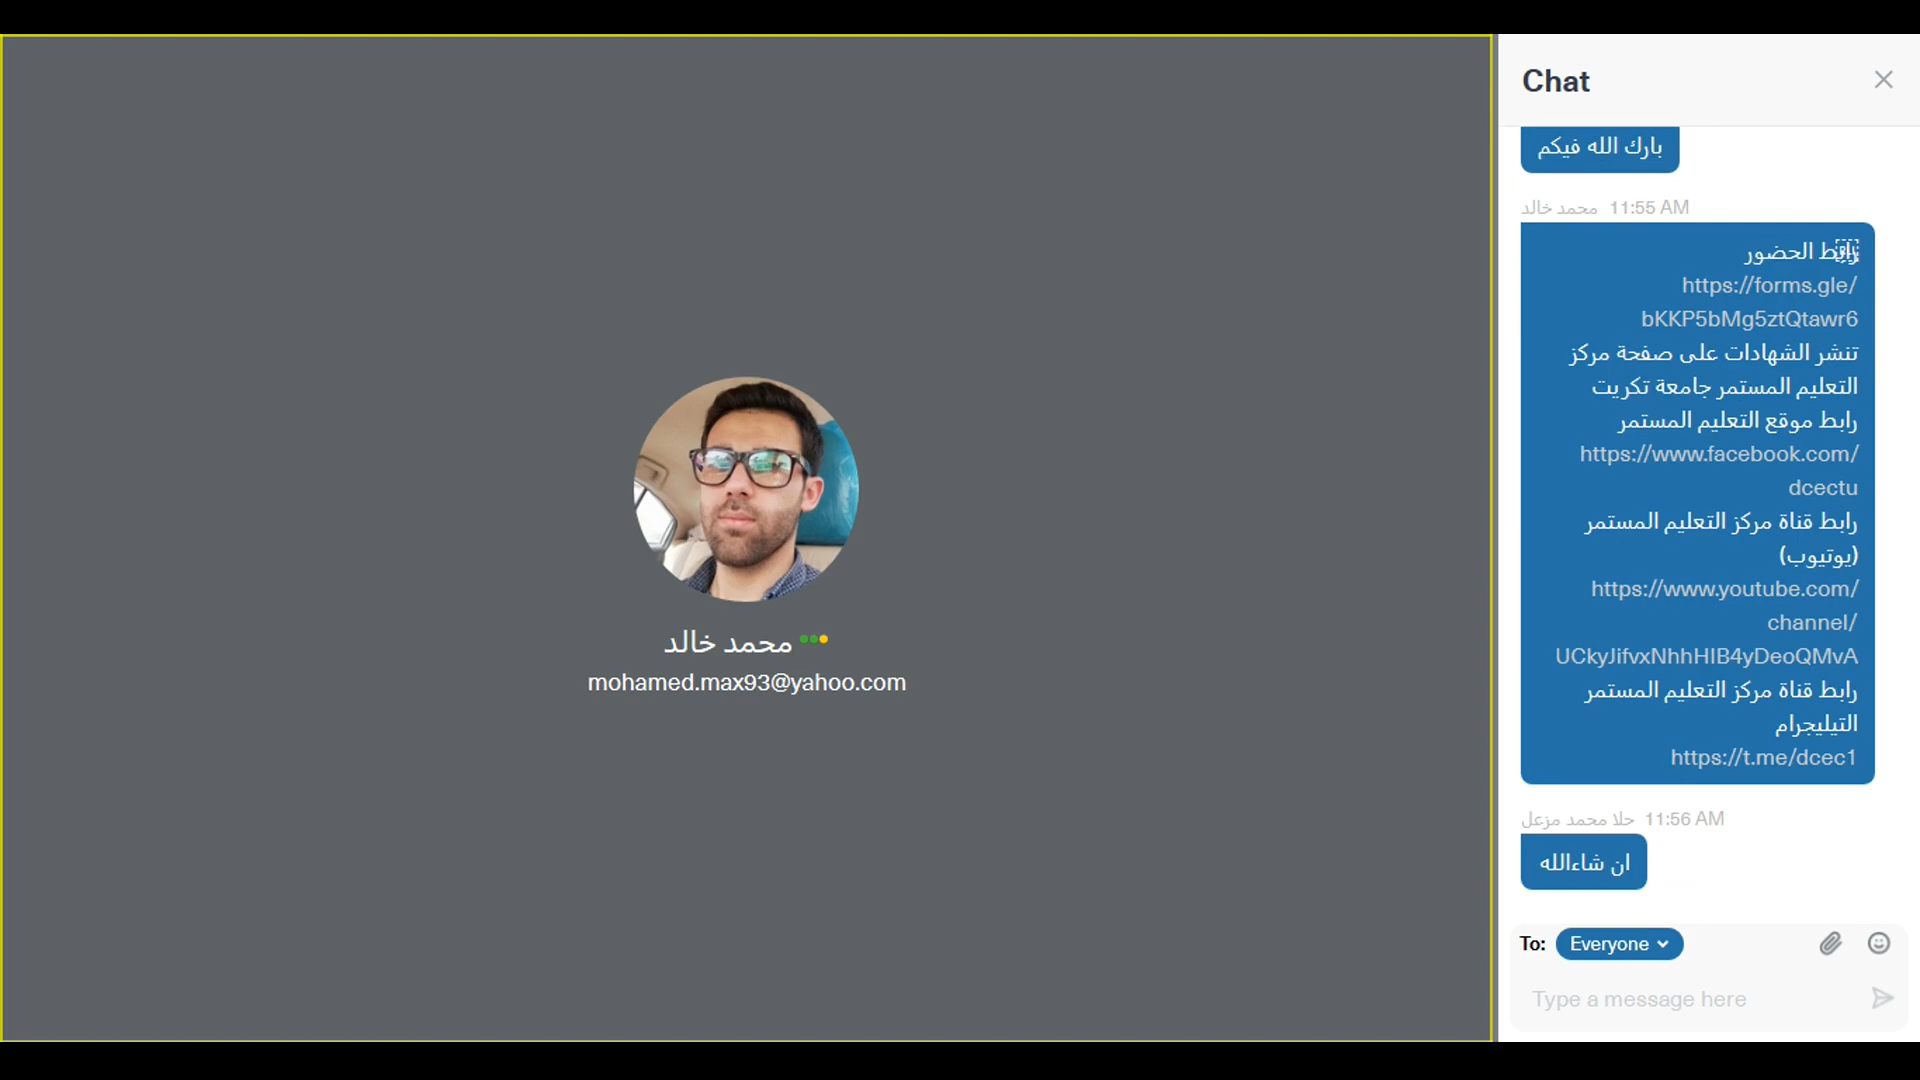 محمد خالد
mohamed.max93@yahoo.com
Chat
بارك الله فيكم
محمد خالد 11:55 AM
رابط الحضور
https://forms.gle/
bKKP5bMg5ztQtawr6
تنشر الشهادات على صفحة مركز
التعليم المستمر جامعة تكريت
رابط موقع التعليم المستمر
https://www.facebook.com/
dcectu
رابط قناة مركز التعليم المستمر
(يوتيوب)
https://www.youtube.com/
channel/
UCkyJifvxNhhHIB4yDeoQMvA
رابط قناة مركز التعليم المستمر
التيليجرام
https://t.me/dcec1
حلا محمد مزعل 11:56 AM
ان شاءالله
To: Everyone
Type a message here